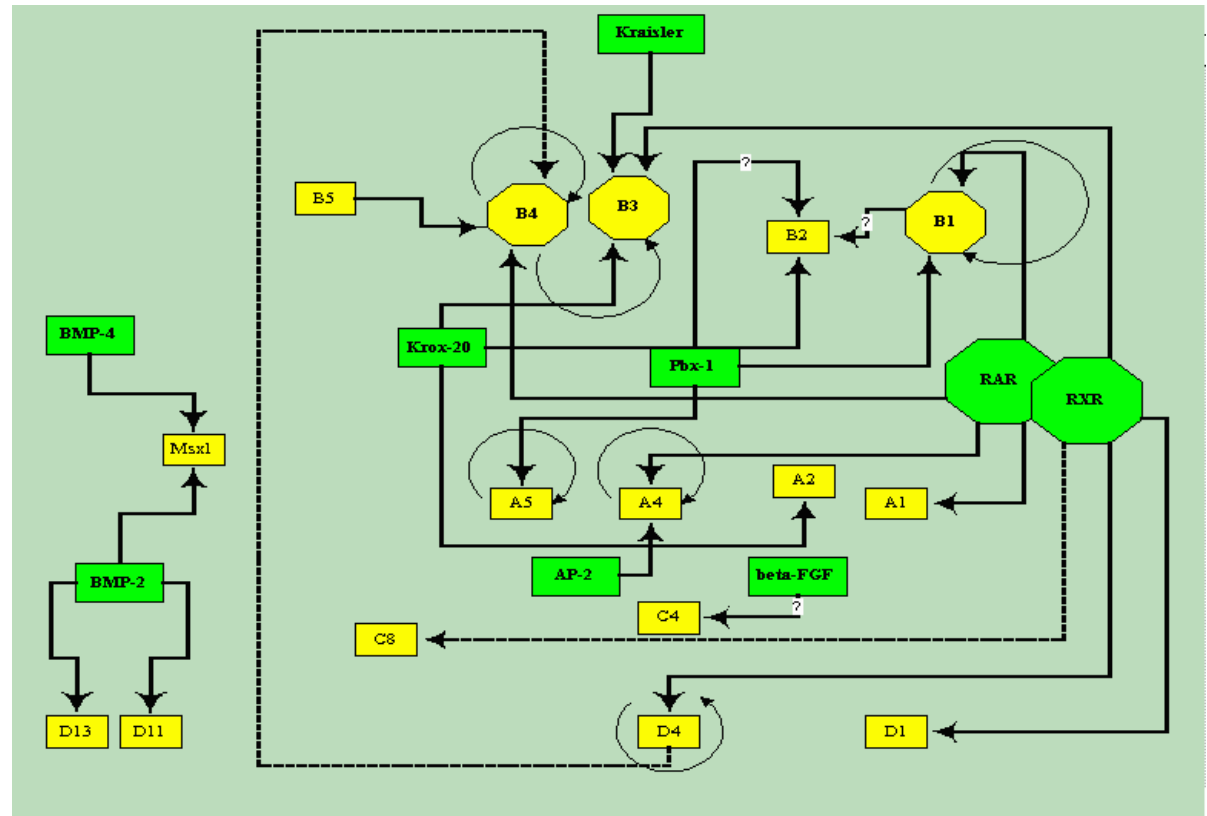 Kraisler
?
B5
B4
B3
B2
?
B1
BMP-4
Krox-20
Pbx-1
RAR
RXR
Msx1
A5
A4
A2
A1
BMP-2
AP-2
beta-FGF
?
C4
C8
D13
D11
D4
D1